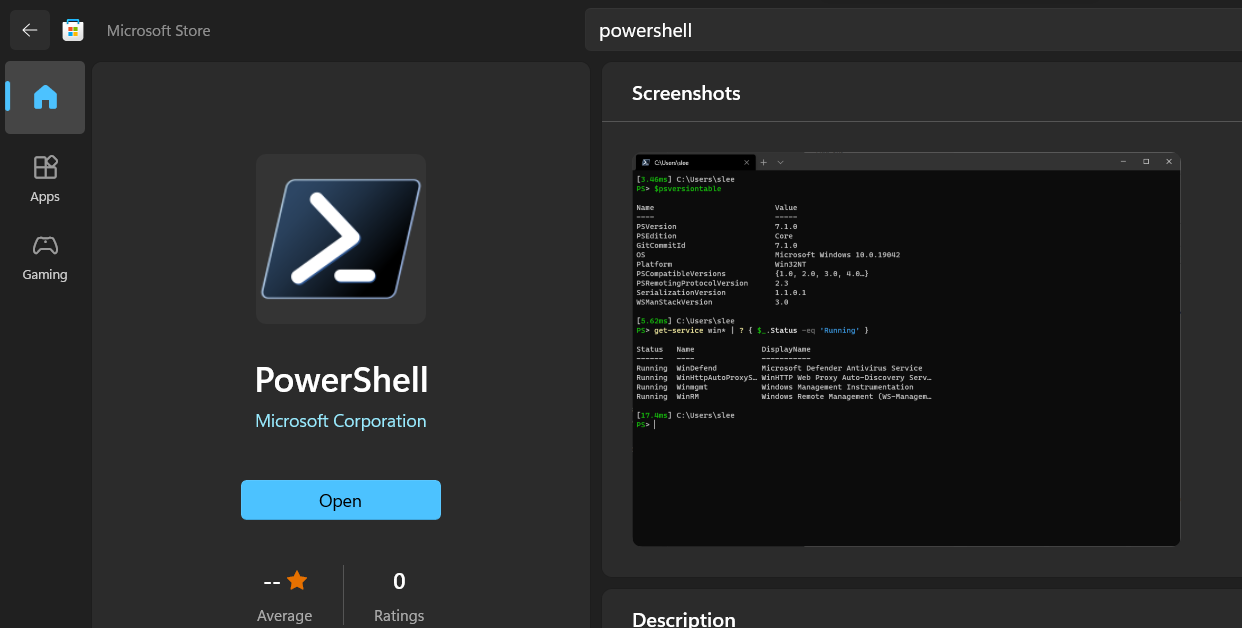 Microsoft Store
powershell
Apps
Gaming
PowerShell
Microsoft Corporation
Open
--
Average
0
Ratings
Screenshots
C:\Users\slee
[3.46ms] C:\Users\slee
PS> $psversiontable
Name Value
---- -----
PSVersion 7.1.0
PSEdition Core
GitCommitId 7.1.0
OS Microsoft Windows 10.0.19042
Platform Win32NT
PSCompatibleVersions {1.0, 2.0, 3.0, 4.0…}
PSRemotingProtocolVersion 2.3
SerializationVersion 1.1.0.1
WSManStackVersion 3.0
[5.62ms] C:\Users\slee
PS> get-service win* | ? { $_.Status -eq 'Running' }
Status Name DisplayName
------ ---- -----------
Running WinDefend Microsoft Defender Antivirus Service
Running WinHttpAutoProxyS… WinHTTP Web Proxy Auto-Discovery Serv…
Running Winmgmt Windows Management Instrumentation
Running WinRM Windows Remote Management (WS-Managem…
[17.4ms] C:\Users\slee
PS>
Description